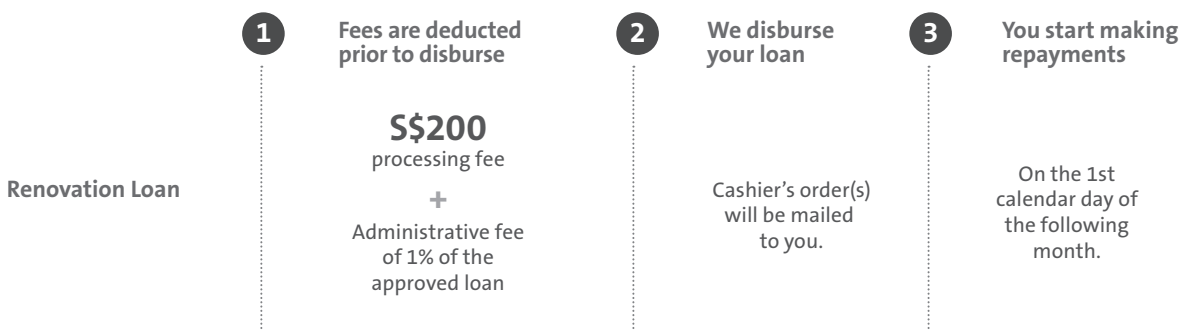 1
Fees are deducted
prior to disburse
2
We disburse
your loan
3
You start making
repayments
Renovation Loan
S$200
processing fee
+
Administrative fee
of 1% of the
approved loan
Cashier’s order(s)
will be mailed
to you.
On the 1st
calendar day of
the following
month.